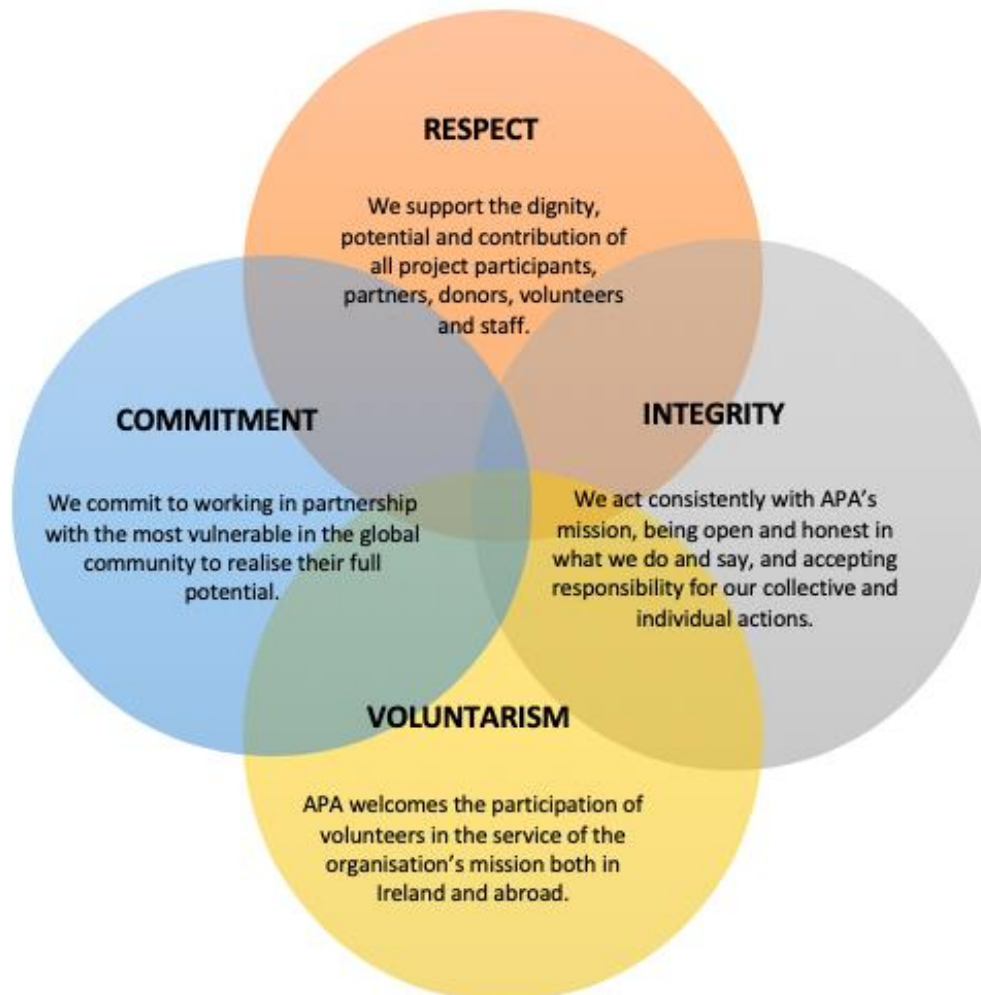 RESPECT
We support the dignity,
potential and contribution of
all project participants,
partners, donors, volunteers
and staff.
COMMITMENT
We commit to working in partnership
with the most vulnerable in the global
community to realise their full
potential.
INTEGRITY
We act consistently with APA’s
mission, being open and honest in
what we do and say, and accepting
responsibility for our collective and
individual actions.
VOLUNTARISM
APA welcomes the participation of
volunteers in the service of the
organisation’s mission both in
Ireland and abroad.